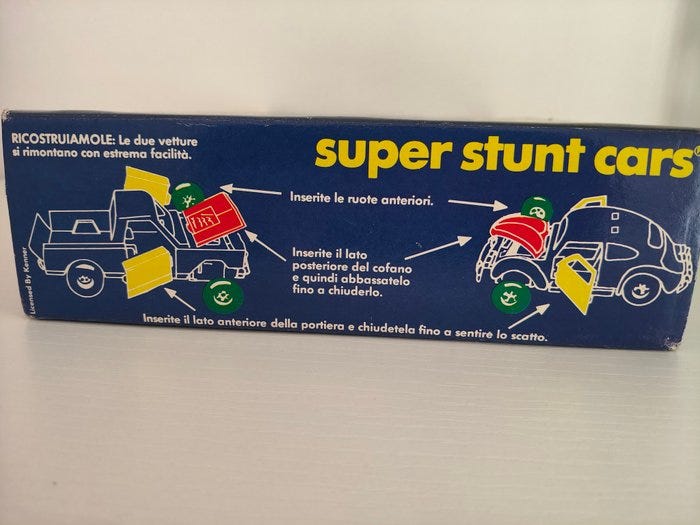 RICOSTRUIAMOLE: Le due vetture
si rimontano con estrema facilità.
super stunt cars®
Inserite le ruote anteriori.
Inserite il lato
posteriore del cofano
e quindi abbassatelo
fino a chiuderlo.
Inserite il lato anteriore della portiera e chiudetela fino a sentire lo scatto.
Licensed By Kenner